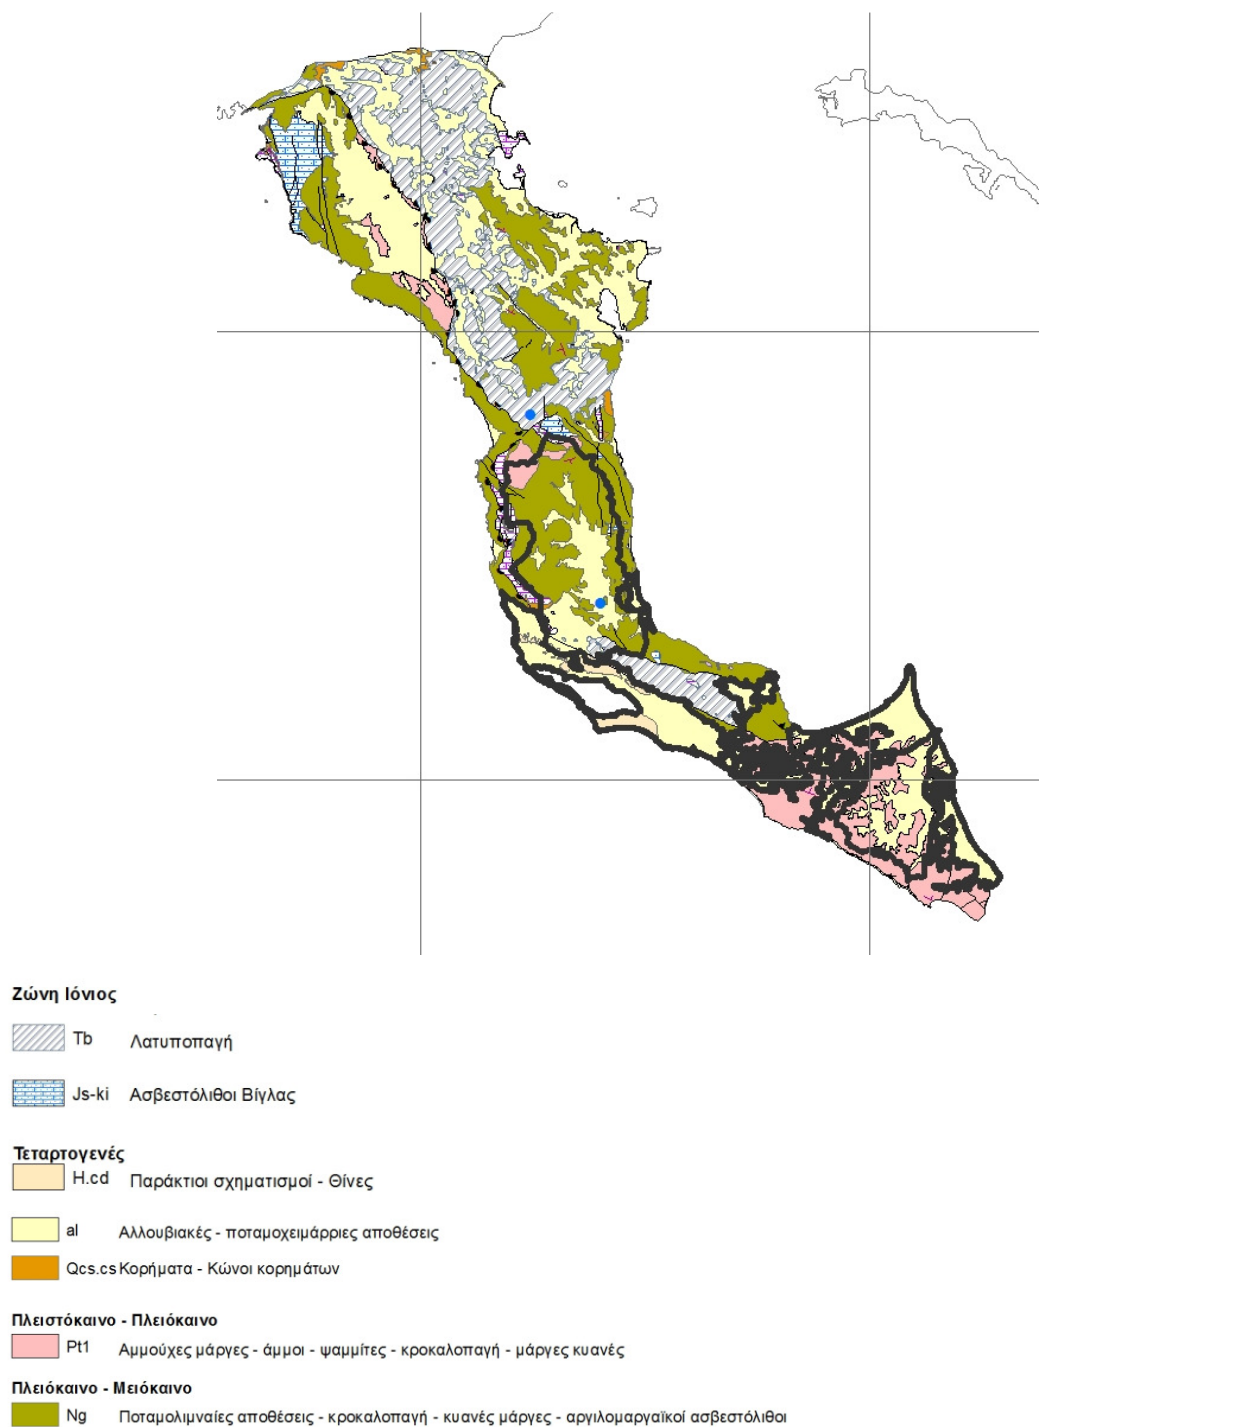 Ζώνη Ιόνιος
Tb Λατυποπαγή
Js-ki Ασβεστόλιθοι Βίγλας
Τεταρτογενές
H.cd Παράκτιοι σχηματισμοί - Θίνες
al Αλλουβιακές - ποταμοχειμάρριες αποθέσεις
Qcs.cs Κορήματα - Κώνοι κορημάτων
Πλειστόκαινο - Πλειόκαινο
Pt1 Αμμούχες μάργες - άμμοι - ψαμμίτες - κροκαλοπαγή - μάργες κυανές
Πλειόκαινο - Μειόκαινο
Ng Ποταμολιμναίες αποθέσεις - κροκαλοπαγή - κυανές μάργες - αργιλομαργαϊκοί ασβεστόλιθοι